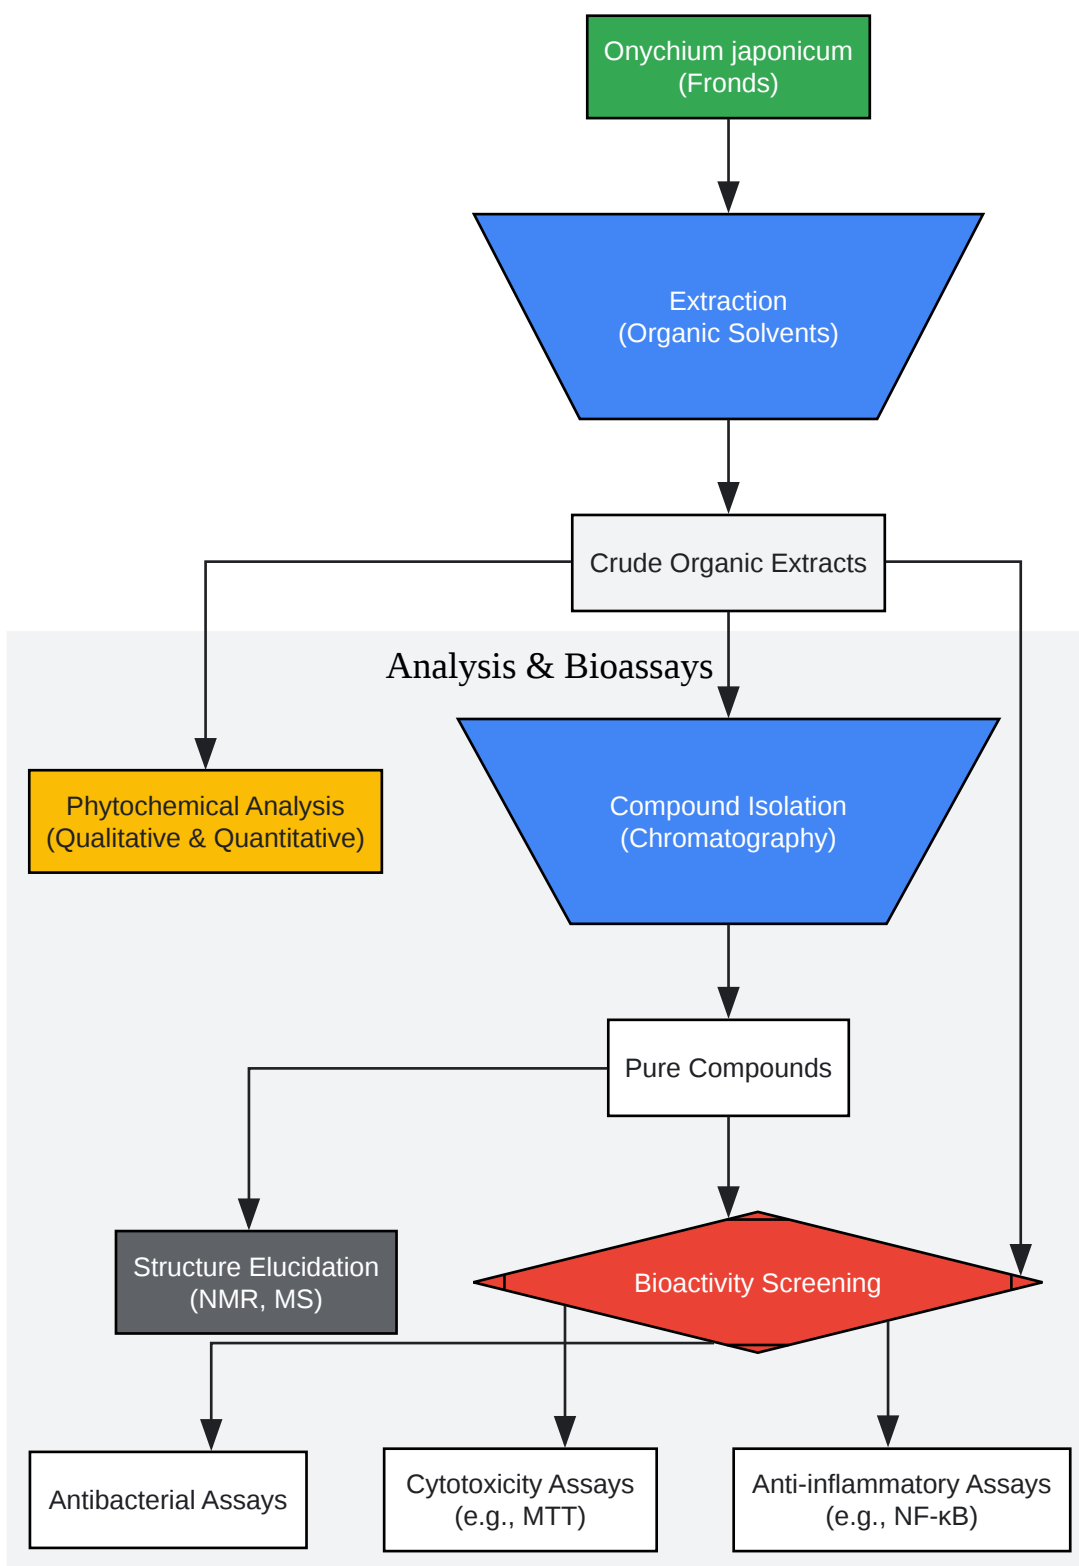 Onychium japonicum
(Fronds)
Extraction
(Organic Solvents)
Crude Organic Extracts
Analysis & Bioassays
Phytochemical Analysis
(Qualitative & Quantitative)
Compound Isolation
(Chromatography)
Pure Compounds
Structure Elucidation
(NMR, MS)
Bioactivity Screening
Antibacterial Assays
Cytotoxicity Assays
(e.g., MTT)
Anti-inflammatory Assays
(e.g., NF-κB)